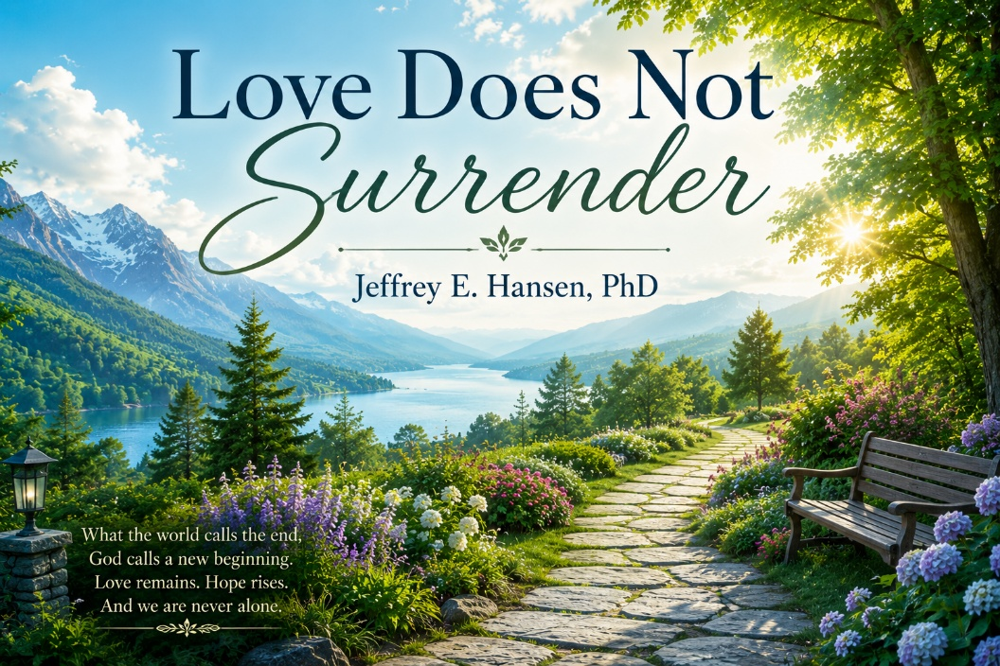 Love Does Not
Surrender
Jeffrey E. Hansen, PhD
What the world calls the end,
God calls a new beginning.
Love remains. Hope rises.
And we are never alone.